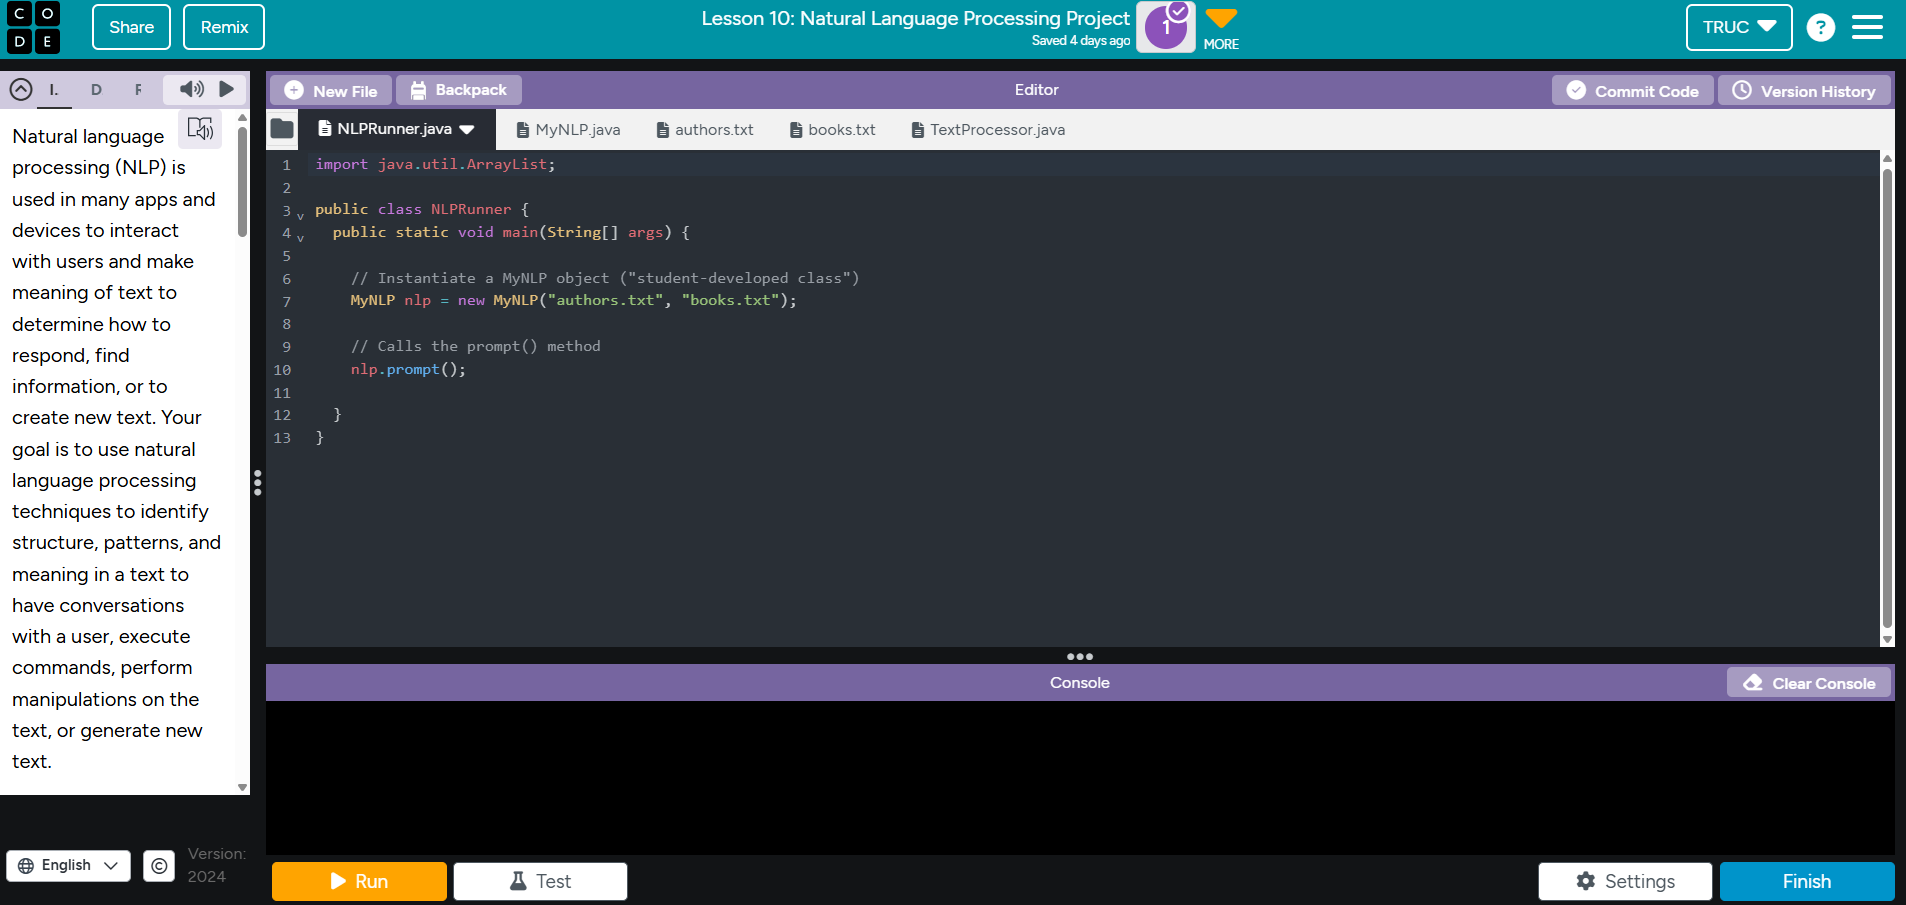 C O
D E
Share
Remix
Lesson 10: Natural Language Processing Project
Saved 4 days ago
1
MORE
TRUC
?
I.
D
New File
Backpack
Editor
Commit Code
Version History
NLPRunner.java
MyNLP.java
authors.txt
books.txt
TextProcessor.java
Natural language
processing (NLP) is
used in many apps and
devices to interact
with users and make
meaning of text to
determine how to
respond, find
information, or to
create new text. Your
goal is to use natural
language processing
techniques to identify
structure, patterns, and
meaning in a text to
have conversations
with a user, execute
commands, perform
manipulations on the
text, or generate new
text.
1 import java.util.ArrayList;
2
3 public class NLPRunner {
4 public static void main(String[] args) {
5
6 // Instantiate a MyNLP object ("student-developed class")
7 MyNLP nlp = new MyNLP("authors.txt", "books.txt");
8
9 // Calls the prompt() method
10 nlp.prompt();
11
12 }
13 }
Console
Clear Console
English
©
Version:
2024
Run
Test
Settings
Finish